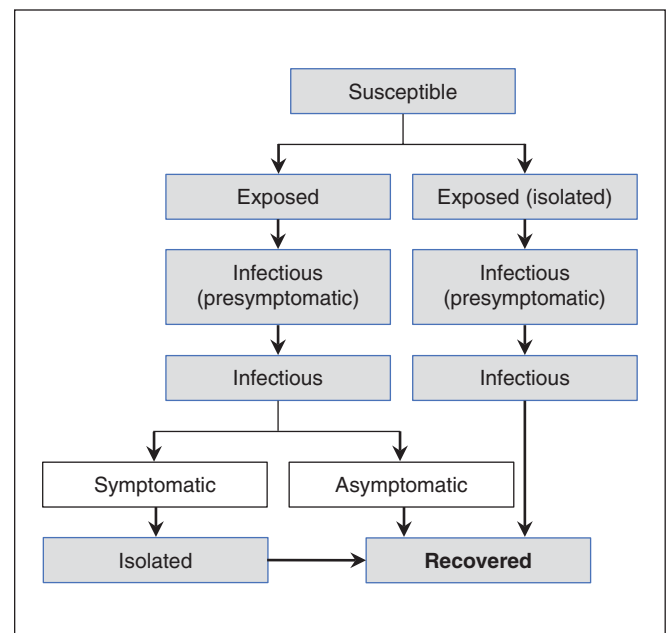 Susceptible
Exposed
Exposed (isolated)
Infectious
(presymptomatic)
Infectious
(presymptomatic)
Infectious
Infectious
Symptomatic
Asymptomatic
Isolated
Recovered